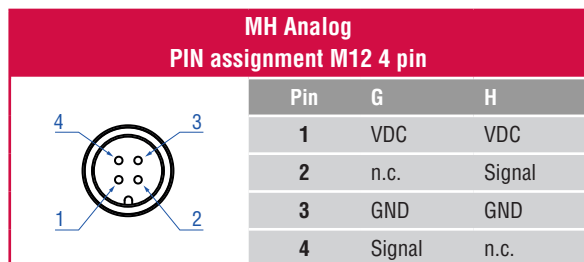 MH Analog
PIN assignment M12 4 pin
4 3
1 2
Pin G H
1 VDC VDC
2 n.c. Signal
3 GND GND
4 Signal n.c.